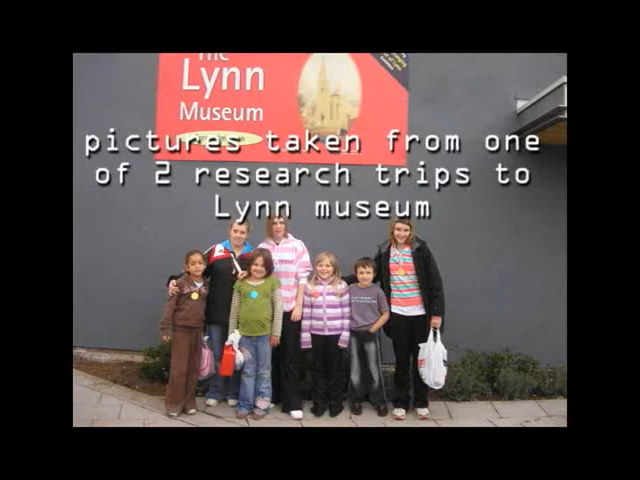 The
Lynn
Museum
pictures taken from one
of 2 research trips to
Lynn museum